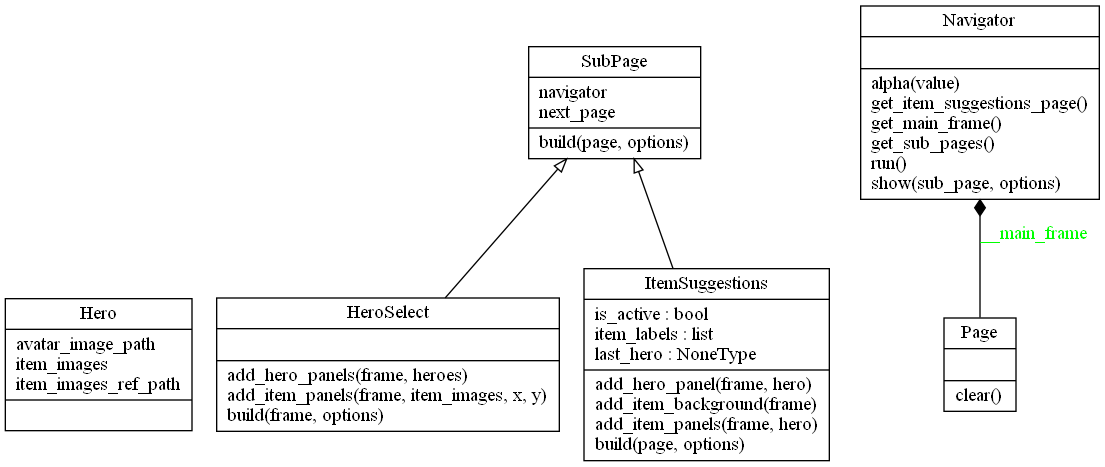 Navigator
alpha(value)
get_item_suggestions_page()
get_main_frame()
get_sub_pages()
run()
show(sub_page, options)
SubPage
navigator
next_page
build(page, options)
__main_frame
Hero
avatar_image_path
item_images
item_images_ref_path
HeroSelect
add_hero_panels(frame, heroes)
add_item_panels(frame, item_images, x, y)
build(frame, options)
ItemSuggestions
is_active : bool
item_labels : list
last_hero : NoneType
add_hero_panel(frame, hero)
add_item_background(frame)
add_item_panels(frame, hero)
build(page, options)
Page
clear()